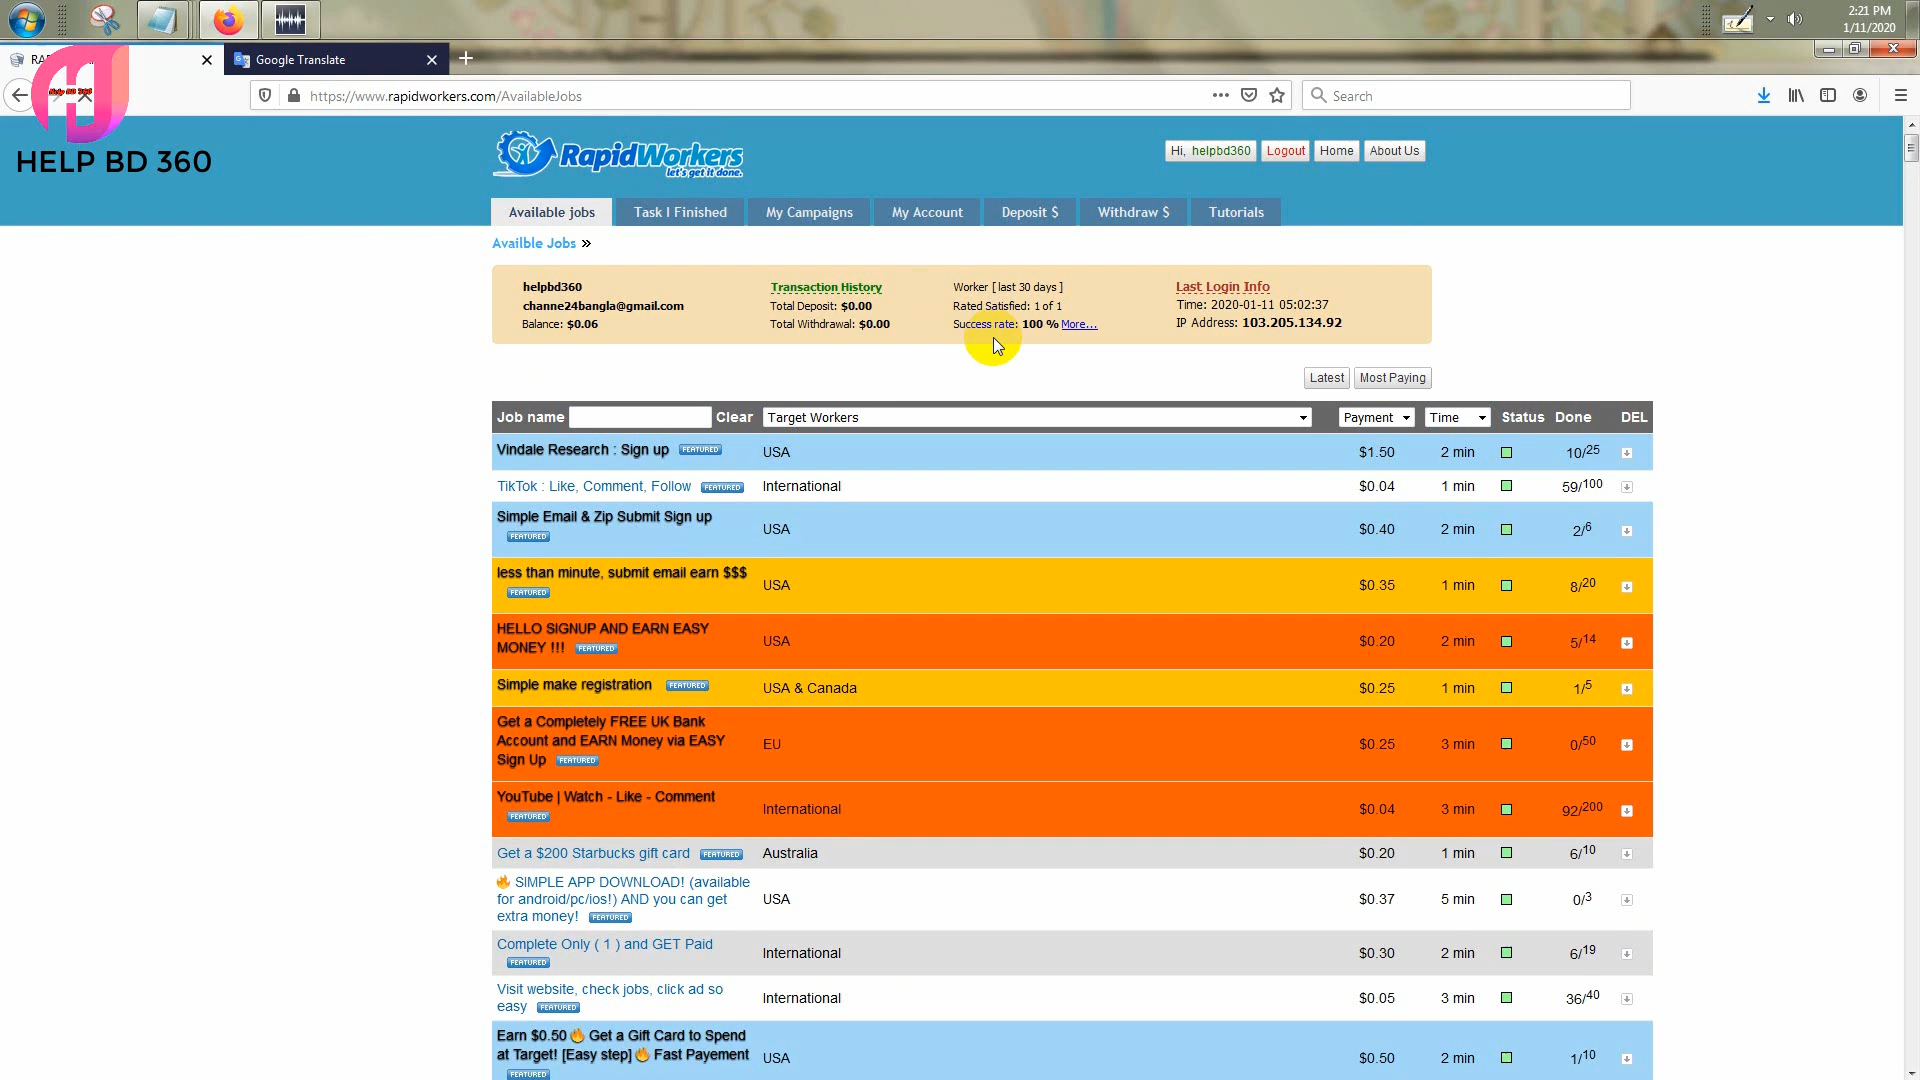 2:21 PM
1/11/2020
Google Translate
https://www.rapidworkers.com/AvailableJobs
Search
Help BD 360
HELP BD 360
RapidWorkers
let's get it done.
Hi, helpbd360
Logout
Home
About Us
Available jobs
Task I Finished
My Campaigns
My Account
Deposit $
Withdraw $
Tutorials
Availble Jobs »
helpbd360
channe24bangla@gmail.com
Balance: $0.06
Transaction History
Total Deposit: $0.00
Total Withdrawal: $0.00
Worker [ last 30 days ]
Rated Satisfied: 1 of 1
Success rate: 100 % More...
Last Login Info
Time: 2020-01-11 05:02:37
IP Address: 103.205.134.92
Latest
Most Paying
Job name Clear Target Workers Payment Time Status Done DEL
Vindale Research : Sign up FEATURED USA $1.50 2 min 10/25
TikTok : Like, Comment, Follow FEATURED International $0.04 1 min 59/100
Simple Email & Zip Submit Sign up
FEATURED
USA $0.40 2 min 2/6
less than minute, submit email earn $$$
FEATURED
USA $0.35 1 min 8/20
HELLO SIGNUP AND EARN EASY
MONEY !!! FEATURED
USA $0.20 2 min 5/14
Simple make registration FEATURED USA & Canada $0.25 1 min 1/5
Get a Completely FREE UK Bank
Account and EARN Money via EASY
Sign Up FEATURED
EU $0.25 3 min 0/50
YouTube | Watch - Like - Comment
FEATURED
International $0.04 3 min 92/200
Get a $200 Starbucks gift card FEATURED Australia $0.20 1 min 6/10
🔥 SIMPLE APP DOWNLOAD! (available
for android/pc/ios!) AND you can get
extra money! FEATURED
USA $0.37 5 min 0/3
Complete Only ( 1 ) and GET Paid
FEATURED
International $0.30 2 min 6/19
Visit website, check jobs, click ad so
easy FEATURED
International $0.05 3 min 36/40
Earn $0.50🔥 Get a Gift Card to Spend
at Target! [Easy step]🔥 Fast Payement
FEATURED
USA $0.50 2 min 1/10